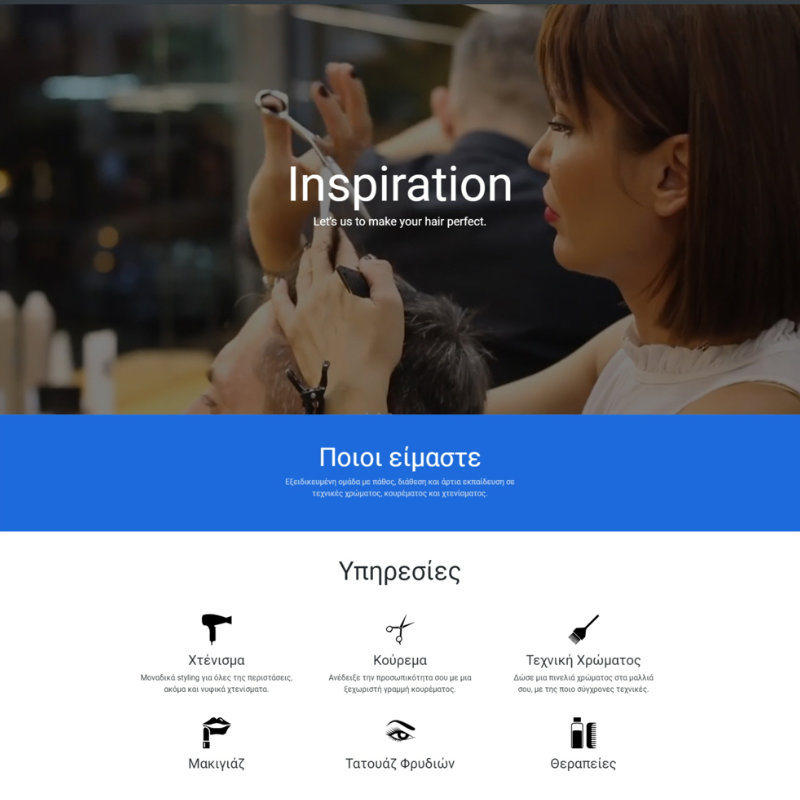 Inspiration
Let's us to make your hair perfect.
Ποιοι είμαστε
Εξειδικευμένη ομάδα με πάθος, διάθεση και άρτια εκπαίδευση σε
τεχνικές χρώματος, κουρέματος και χτενίσματος.
Υπηρεσίες
Χτένισμα
Κούρεμα
Τεχνική Χρώματος
Μοναδικά styling για όλες της περιστάσεις,
ακόμα και νυφικά χτενίσματα.
Ανέδειξε την προσωπικότητα σου με μια
ξεχωριστή γραμμή κουρέματος.
Δώσε μια πινελιά χρώματος στα μαλλιά
σου, με της ποιο σύγχρονες τεχνικές.
Μακιγιάζ
Τατουάζ Φρυδιών
Θεραπείες